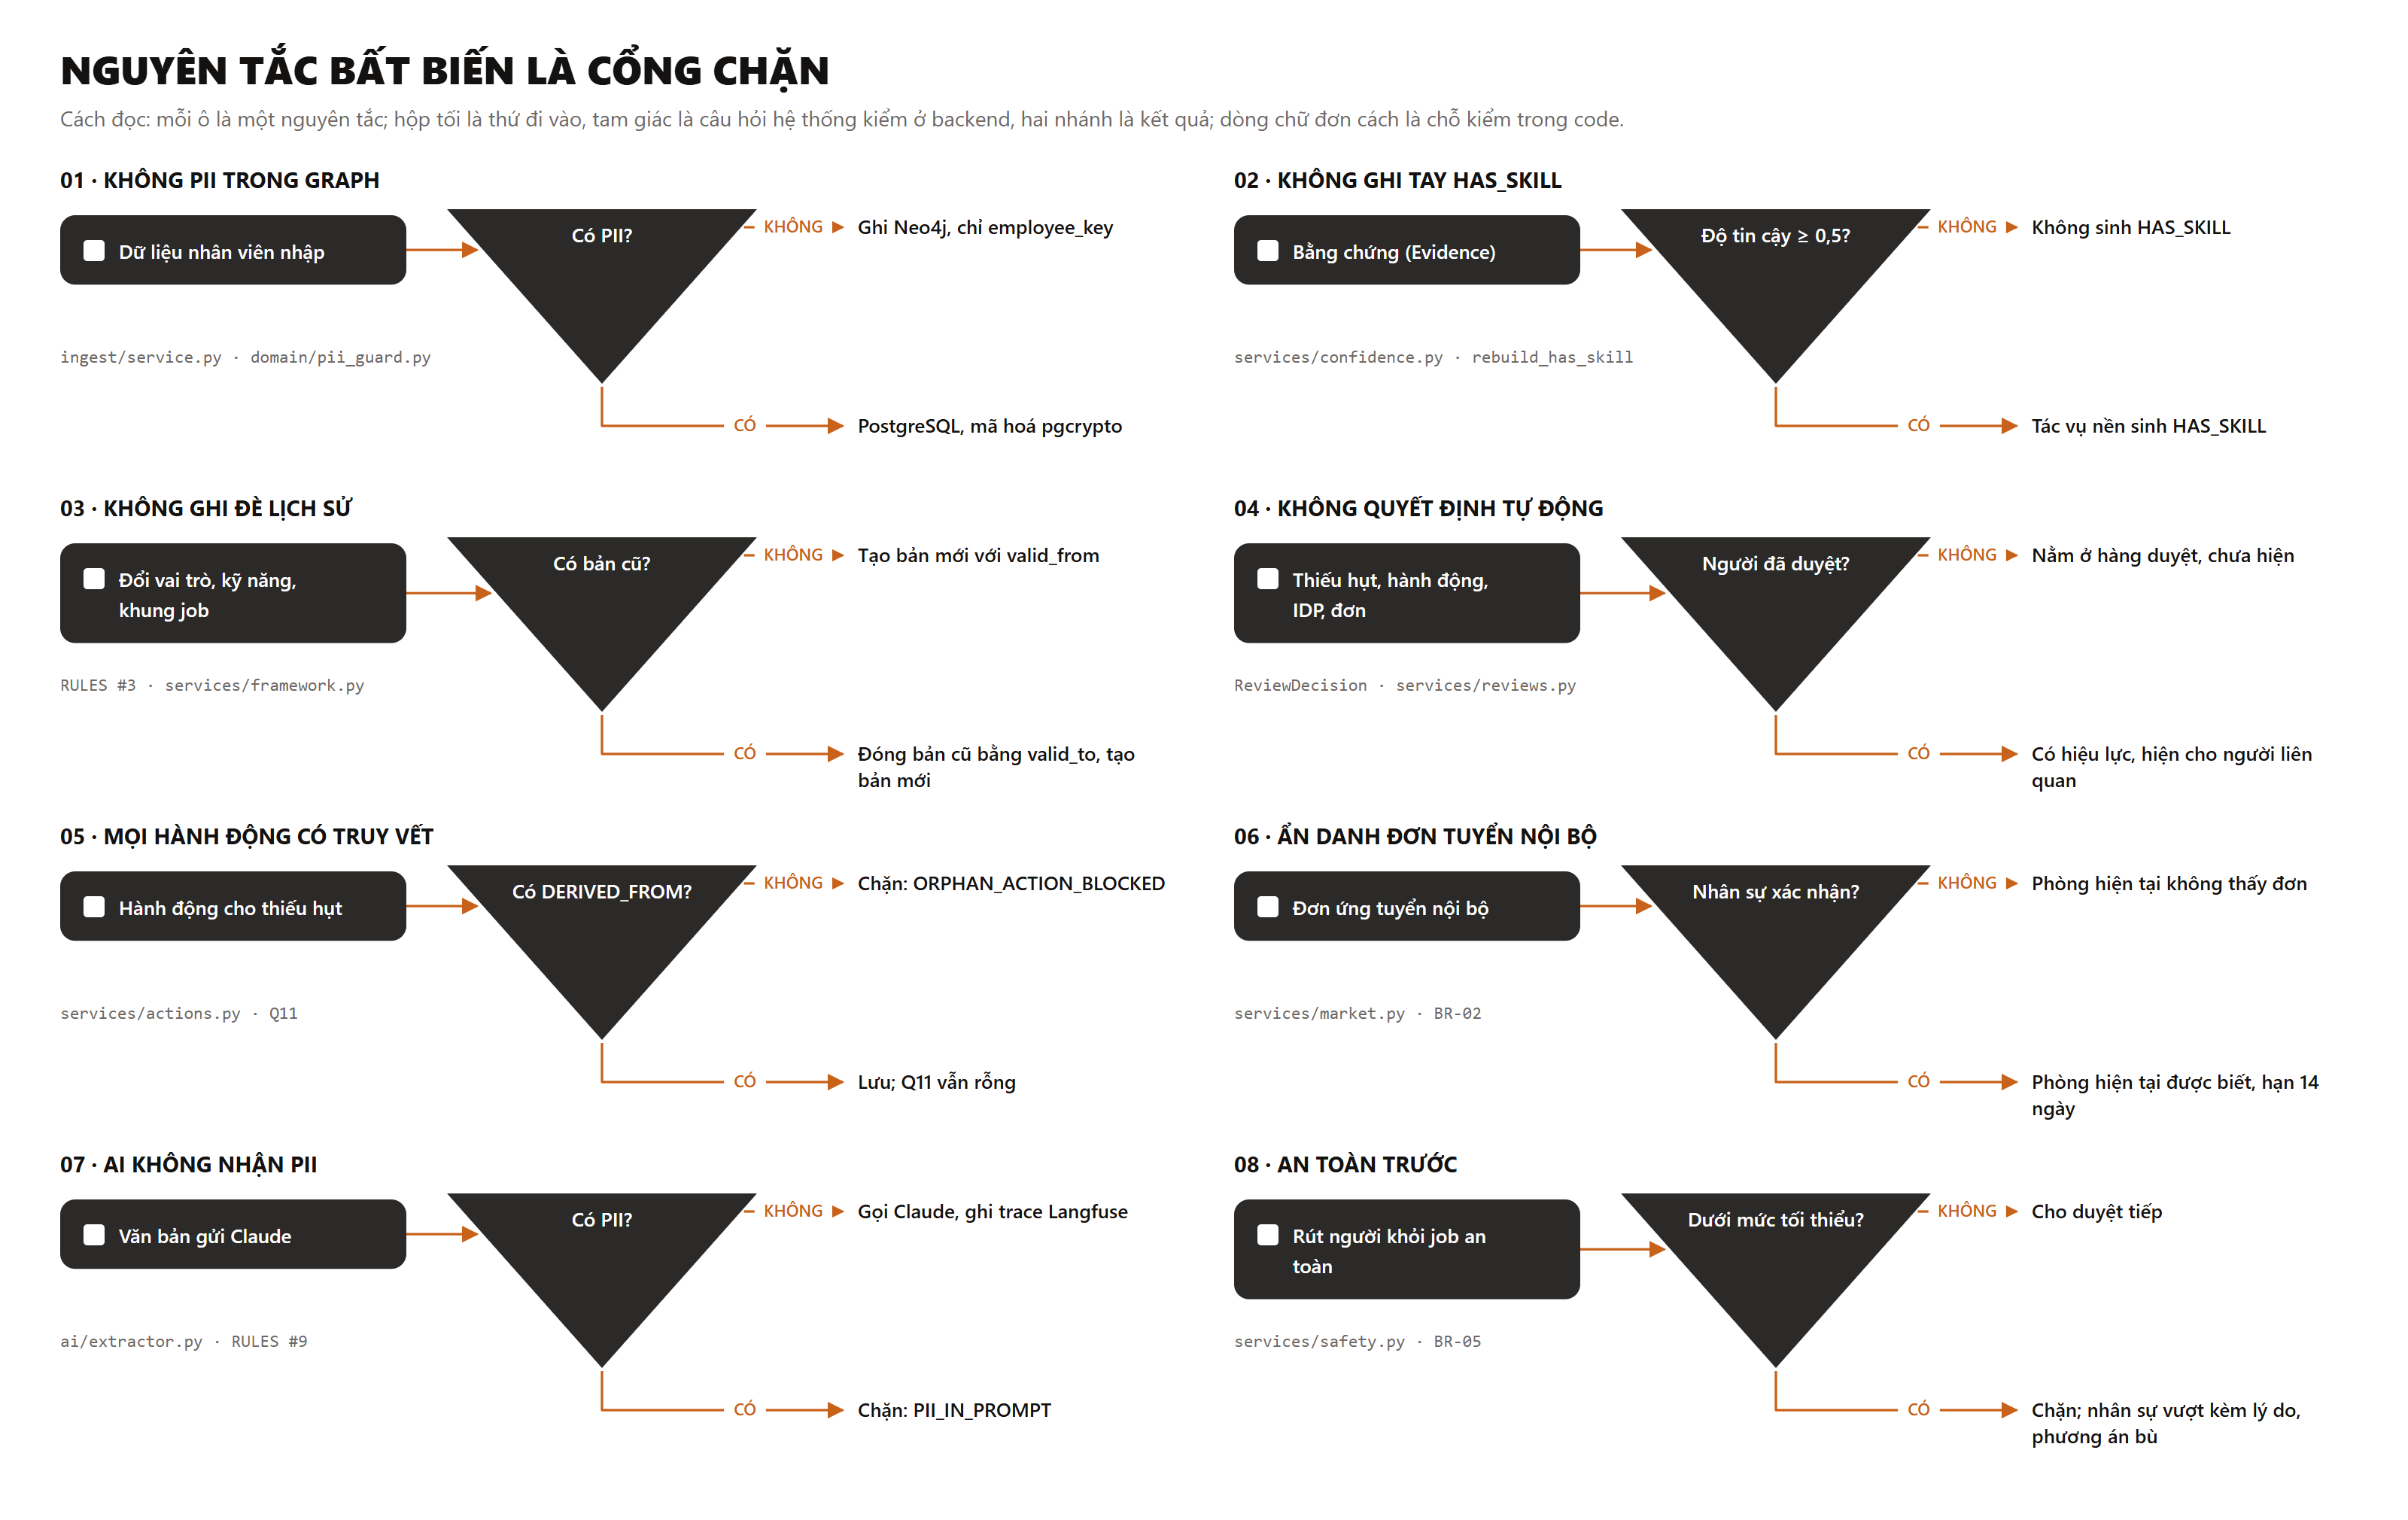 NGUYÊN TẮC BẤT BIẾN LÀ CỔNG CHẶN
Cách đọc: mỗi ô là một nguyên tắc; hộp tối là thứ đi vào, tam giác là câu hỏi hệ thống kiểm ở backend, hai nhánh là kết quả; dòng chữ đơn cách là chỗ kiểm trong code.
01 · KHÔNG PII TRONG GRAPH
Dữ liệu nhân viên nhập
Có PII?
KHÔNG
Ghi Neo4j, chỉ employee_key
ingest/service.py · domain/pii_guard.py
CÓ
PostgreSQL, mã hoá pgcrypto
02 · KHÔNG GHI TAY HAS_SKILL
Bằng chứng (Evidence)
Độ tin cậy ≥ 0,5?
KHÔNG
Không sinh HAS_SKILL
services/confidence.py · rebuild_has_skill
CÓ
Tác vụ nền sinh HAS_SKILL
03 · KHÔNG GHI ĐÈ LỊCH SỬ
Đổi vai trò, kỹ năng,
khung job
Có bản cũ?
KHÔNG
Tạo bản mới với valid_from
RULES #3 · services/framework.py
CÓ
Đóng bản cũ bằng valid_to, tạo
bản mới
04 · KHÔNG QUYẾT ĐỊNH TỰ ĐỘNG
Thiếu hụt, hành động,
IDP, đơn
Người đã duyệt?
KHÔNG
Nằm ở hàng duyệt, chưa hiện
ReviewDecision · services/reviews.py
CÓ
Có hiệu lực, hiện cho người liên
quan
05 · MỌI HÀNH ĐỘNG CÓ TRUY VẾT
Hành động cho thiếu hụt
Có DERIVED_FROM?
KHÔNG
Chặn: ORPHAN_ACTION_BLOCKED
services/actions.py · Q11
CÓ
Lưu; Q11 vẫn rỗng
06 · ẨN DANH ĐƠN TUYỂN NỘI BỘ
Đơn ứng tuyển nội bộ
Nhân sự xác nhận?
KHÔNG
Phòng hiện tại không thấy đơn
services/market.py · BR-02
CÓ
Phòng hiện tại được biết, hạn 14
ngày
07 · AI KHÔNG NHẬN PII
Văn bản gửi Claude
Có PII?
KHÔNG
Gọi Claude, ghi trace Langfuse
ai/extractor.py · RULES #9
CÓ
Chặn: PII_IN_PROMPT
08 · AN TOÀN TRƯỚC
Rút người khỏi job an
toàn
Dưới mức tối thiểu?
KHÔNG
Cho duyệt tiếp
services/safety.py · BR-05
CÓ
Chặn; nhân sự vượt kèm lý do,
phương án bù